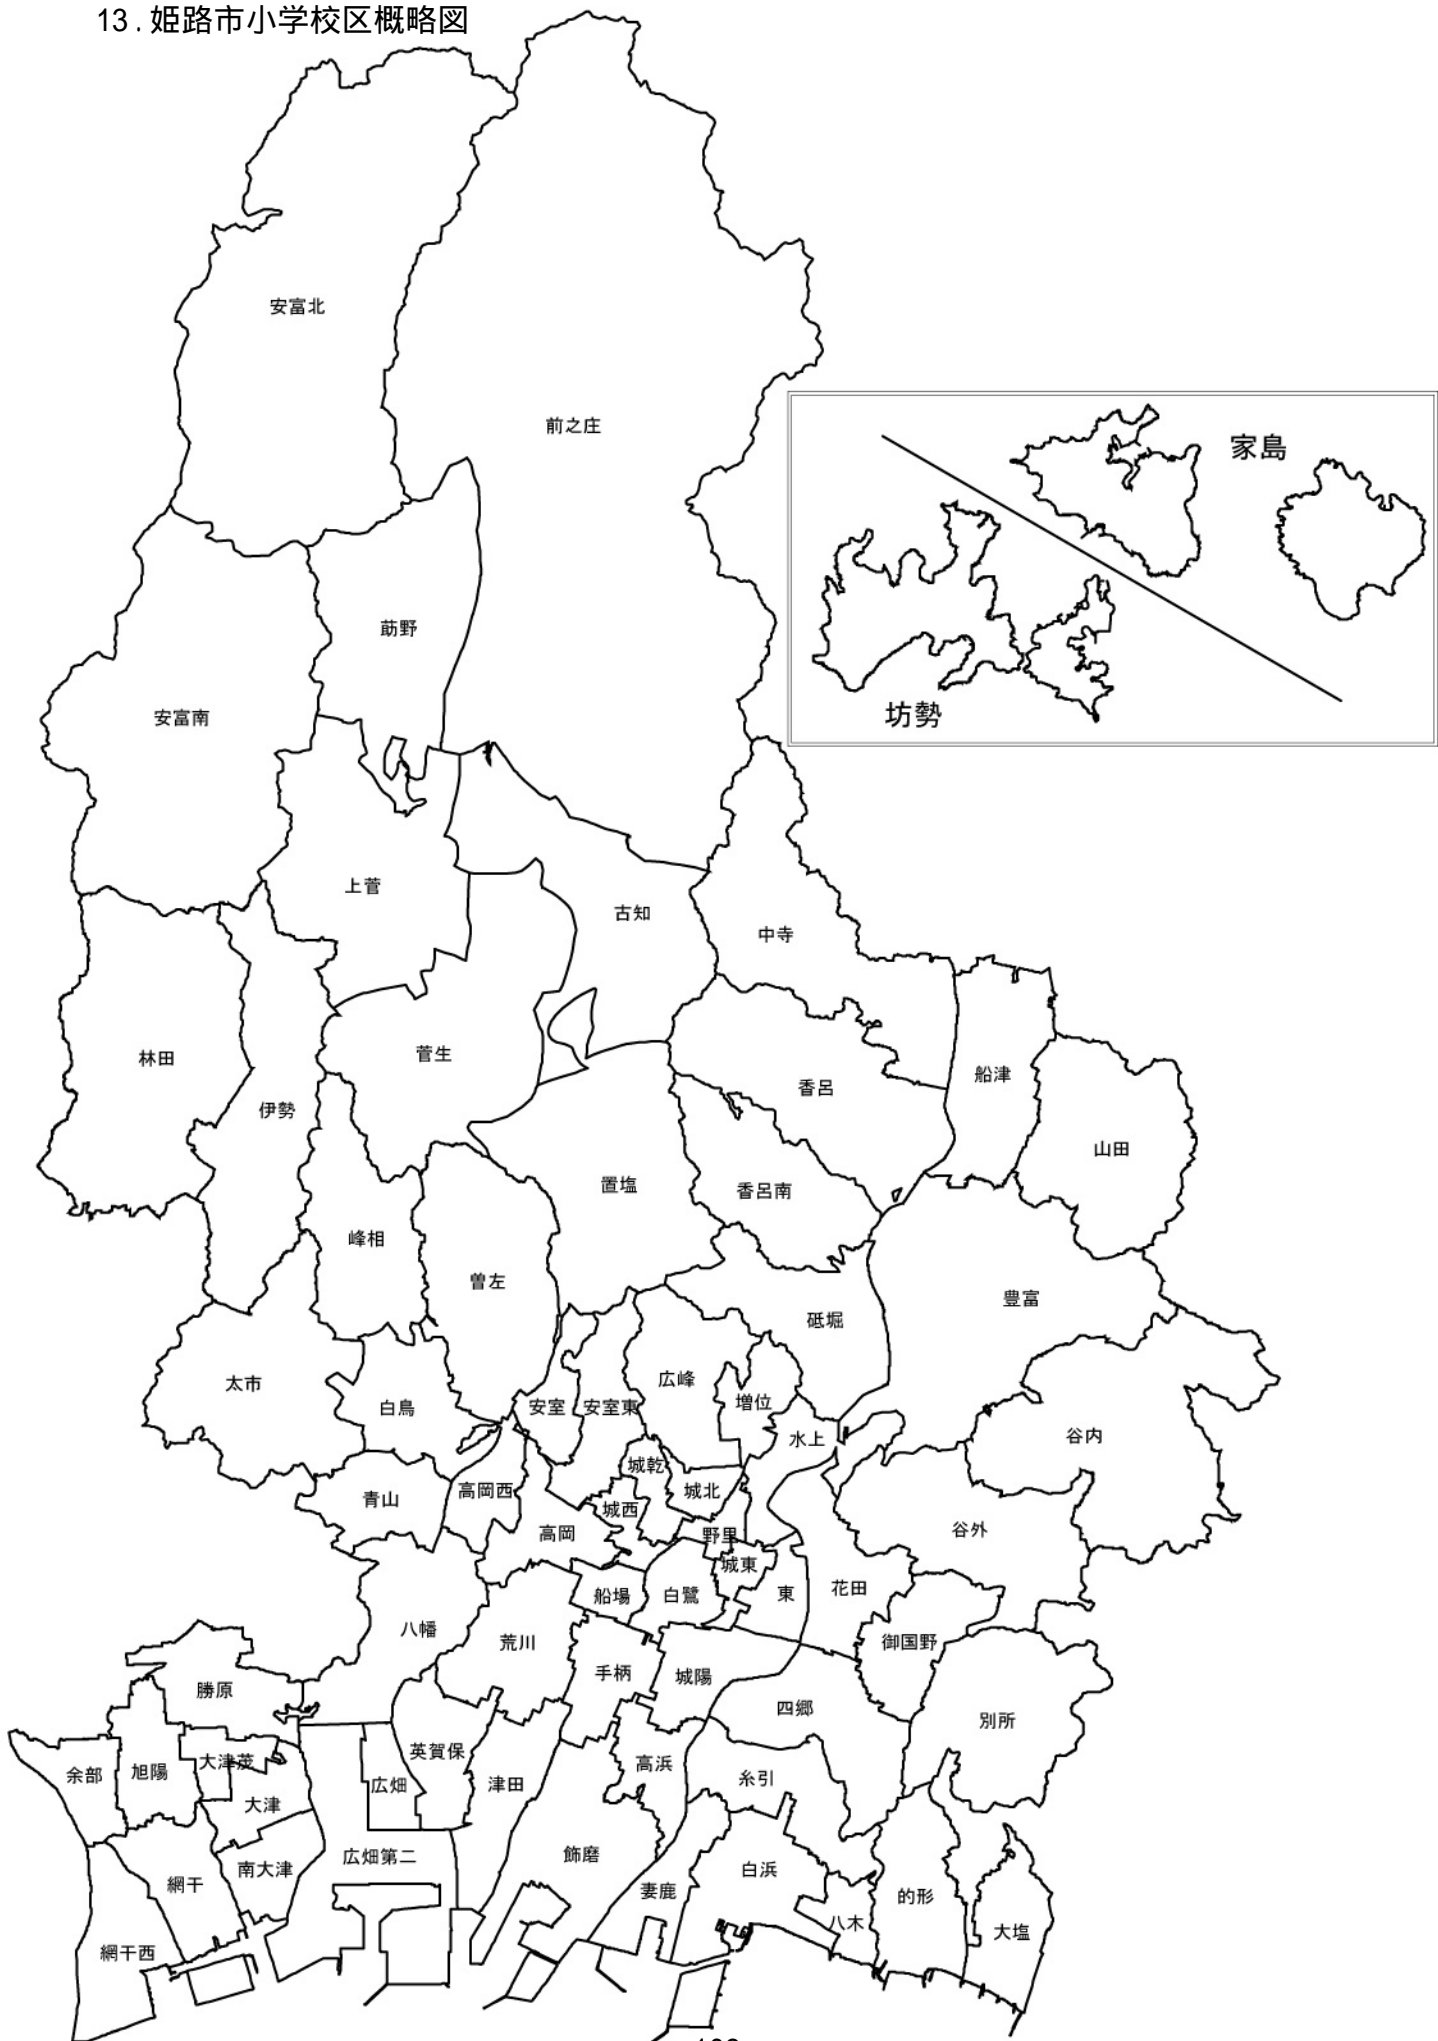 13.姫路市小学校区概略図
安富北
前之庄
家島
坊勢
莇野
安富南
上菅
古知
中寺
林田
菅生
船津
香呂
伊勢
山田
置塩
香呂南
峰相
曽左
豊富
砥堀
太市
広峰
白鳥
安室
安室東
増位
水上
谷内
城乾
青山
高岡西
城北
城西
谷外
高岡
野里
城東
船場
白鷺
東
花田
八幡
荒川
御国野
手柄
城陽
勝原
四郷
別所
英賀保
高浜
余部
旭陽
大津茂
広畑
津田
糸引
大津
広畑第二
飾磨
南大津
白浜
網干
妻鹿
的形
八木
大塩
網干西